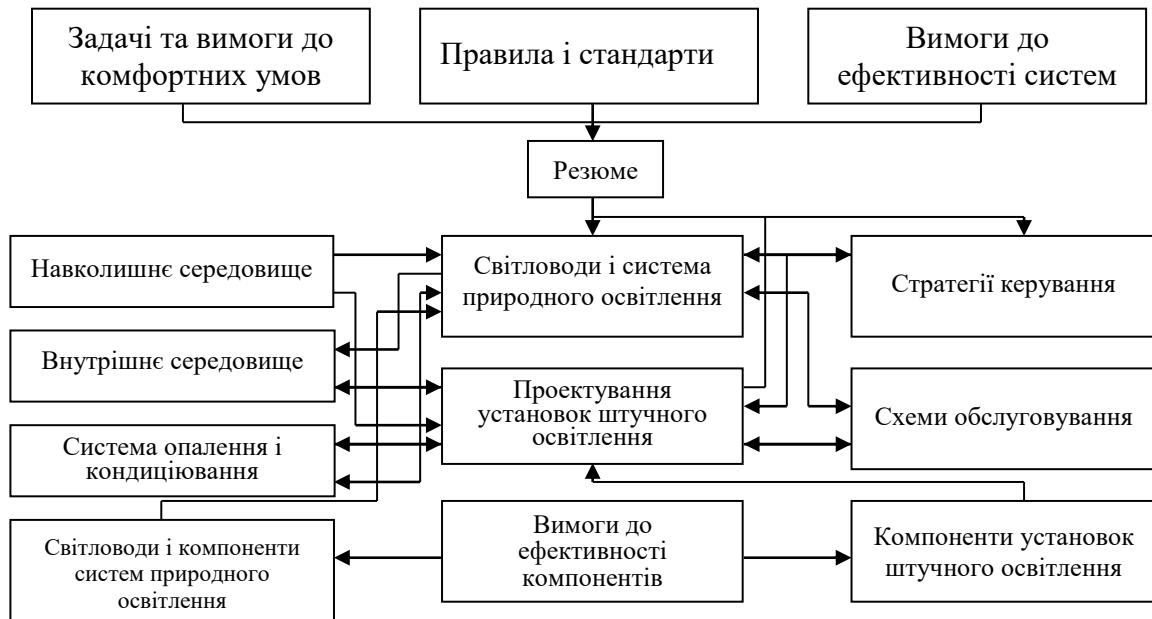 Задачі та вимоги до
комфортних умов
Правила і стандарти
Вимоги до
ефективності систем
Резюме
Навколишнє середовище
Світловоди і система
природного освітлення
Стратегії керування
Внутрішнє середовище
Проектування
установок штучного
освітлення
Схеми обслуговування
Система опалення і
кондиціювання
Світловоди і компоненти
систем природного
освітлення
Вимоги до
ефективності
компонентів
Компоненти установок
штучного освітлення